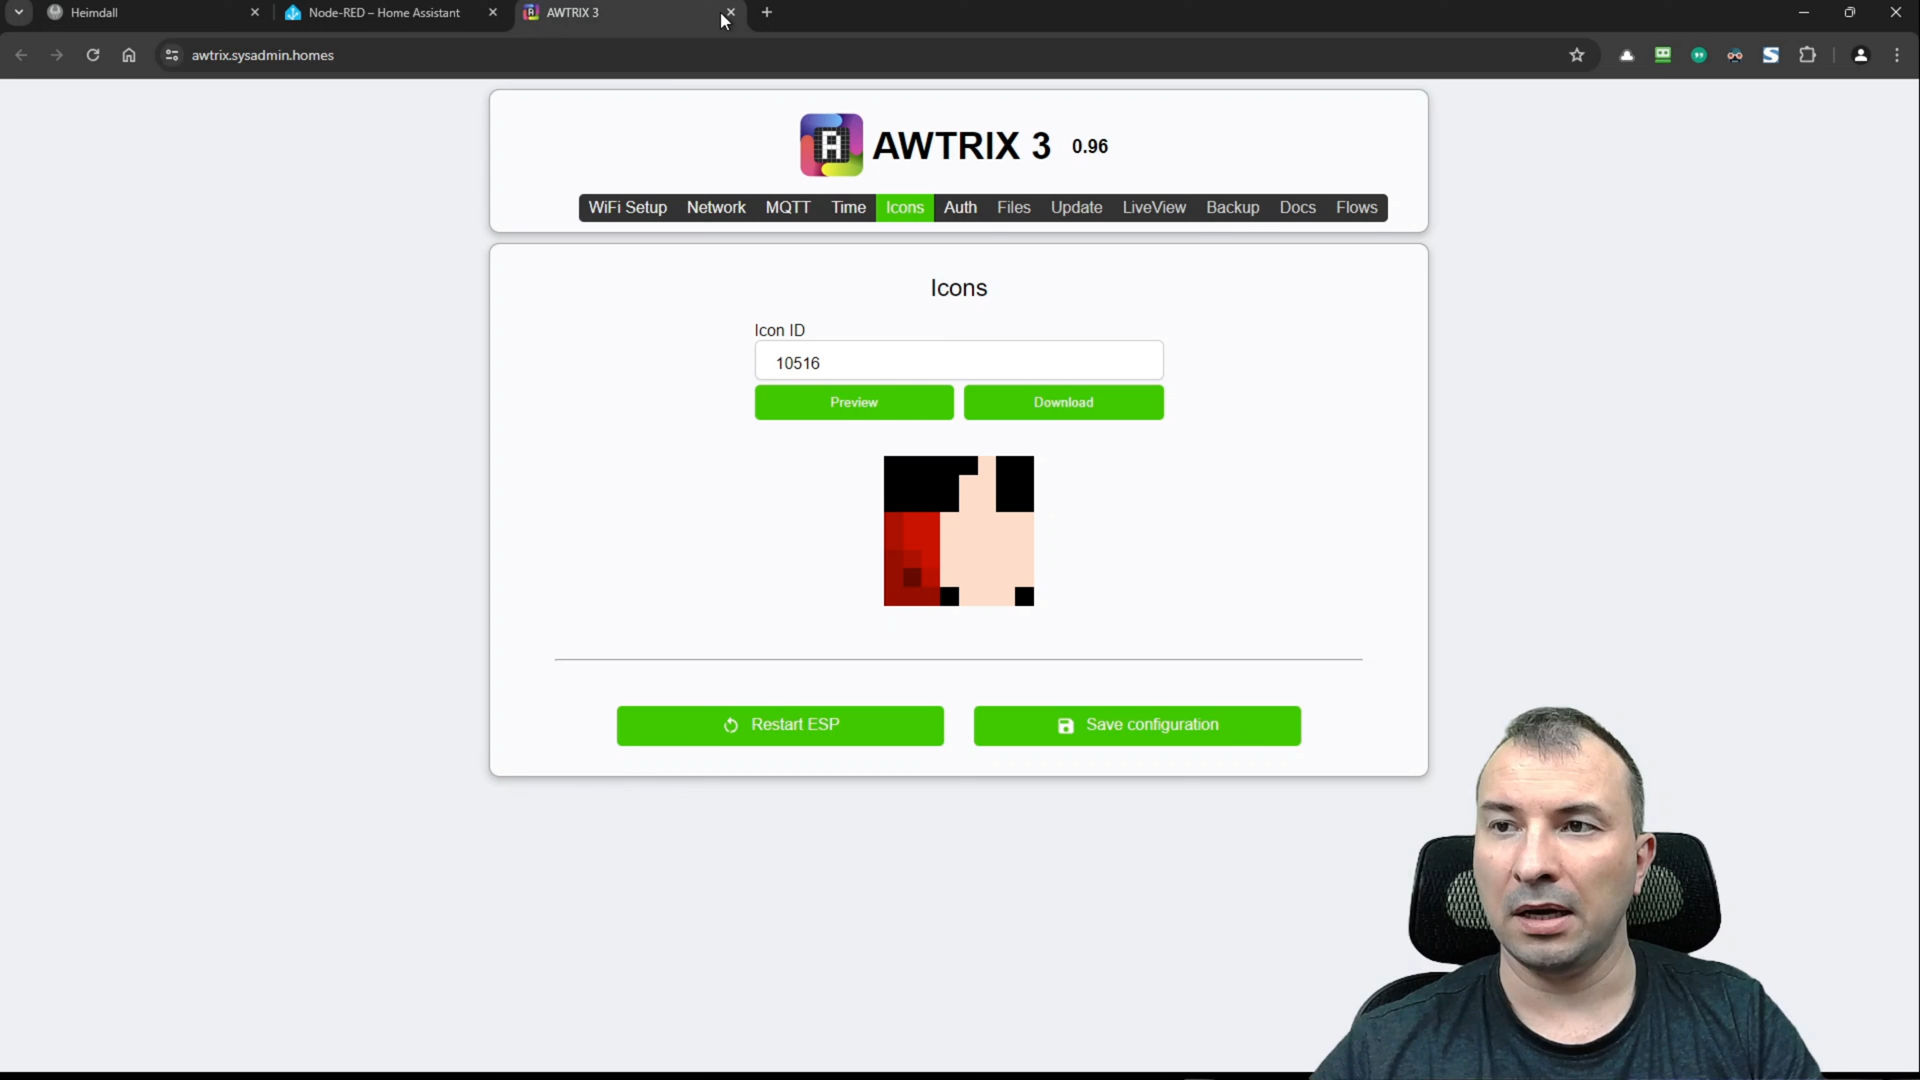 Heimdall
Node-RED – Home Assistant
AWTRIX 3
awtrix.sysadmin.homes
AWTRIX 3 0.96
WiFi Setup Network MQTT Time Icons Auth Files Update LiveView Backup Docs Flows
Icons
Icon ID
10516
Preview Download
Restart ESP Save configuration